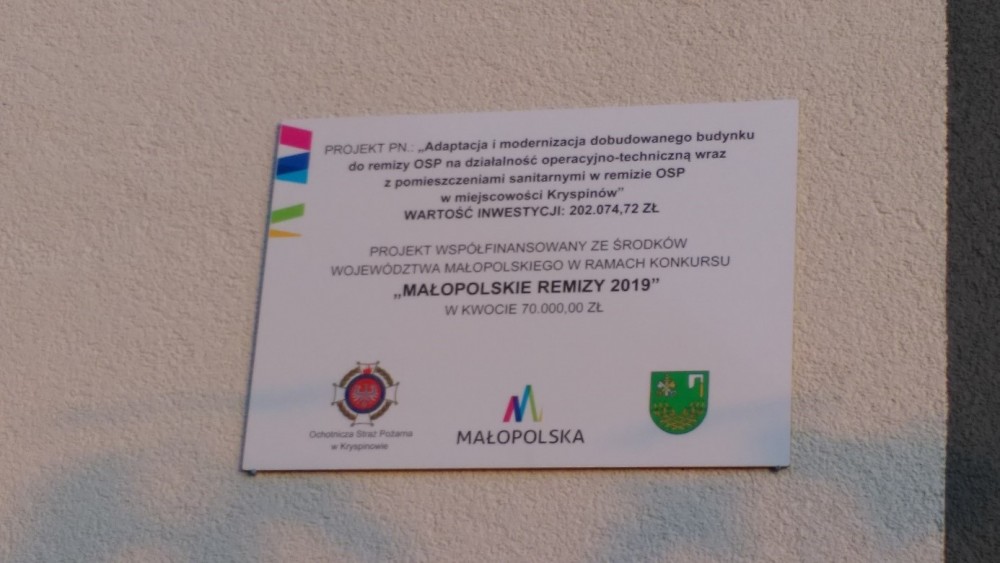 PROJEKT PN.: „Adaptacja i modernizacja dobudowanego budynku
do remizy OSP na działalność operacyjno-techniczną wraz
z pomieszczeniami sanitarnymi w remizie OSP
w miejscowości Kryspinów”
WARTOŚĆ INWESTYCJI: 202.074,72 ZŁ
PROJEKT WSPÓŁFINANSOWANY ZE ŚRODKÓW
WOJEWÓDZTWA MAŁOPOLSKIEGO W RAMACH KONKURSU
„MAŁOPOLSKIE REMIZY 2019”
W KWOCIE 70.000,00 ZŁ
Ochotnicza Straż Pożarna
w Kryspinowie
MAŁOPOLSKA